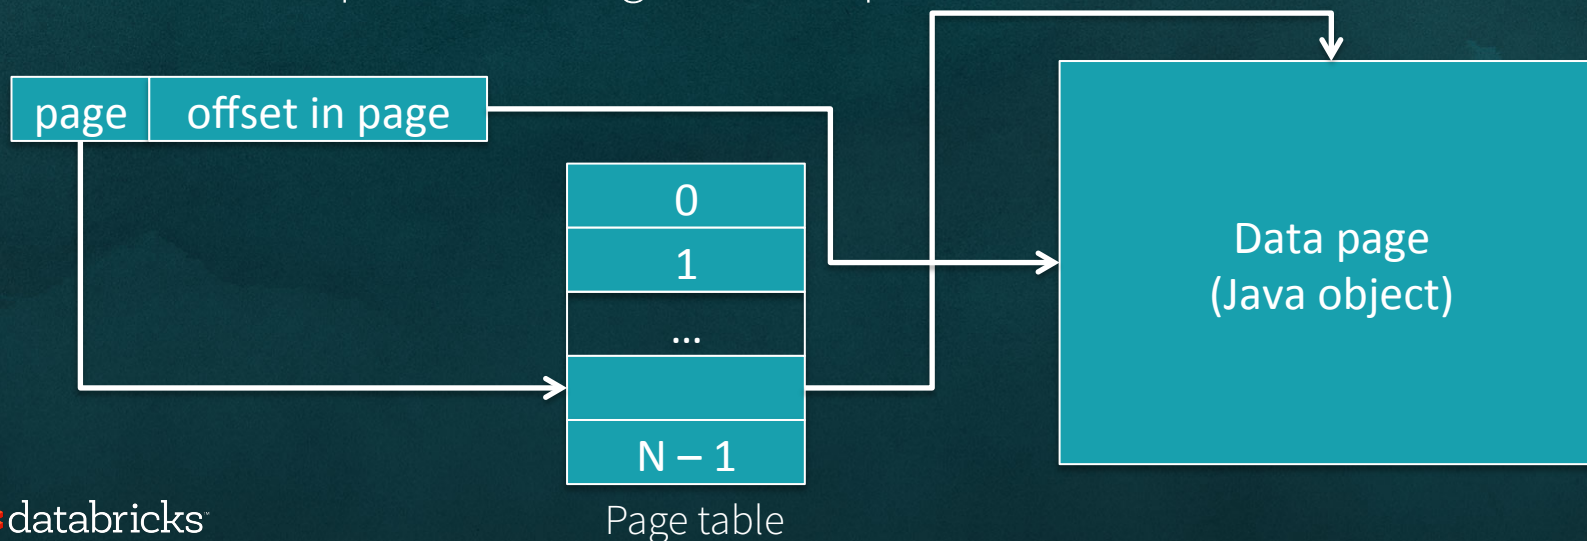 page
offset in page
0
1
...
N – 1
Data page
(Java object)
databricks
Page table